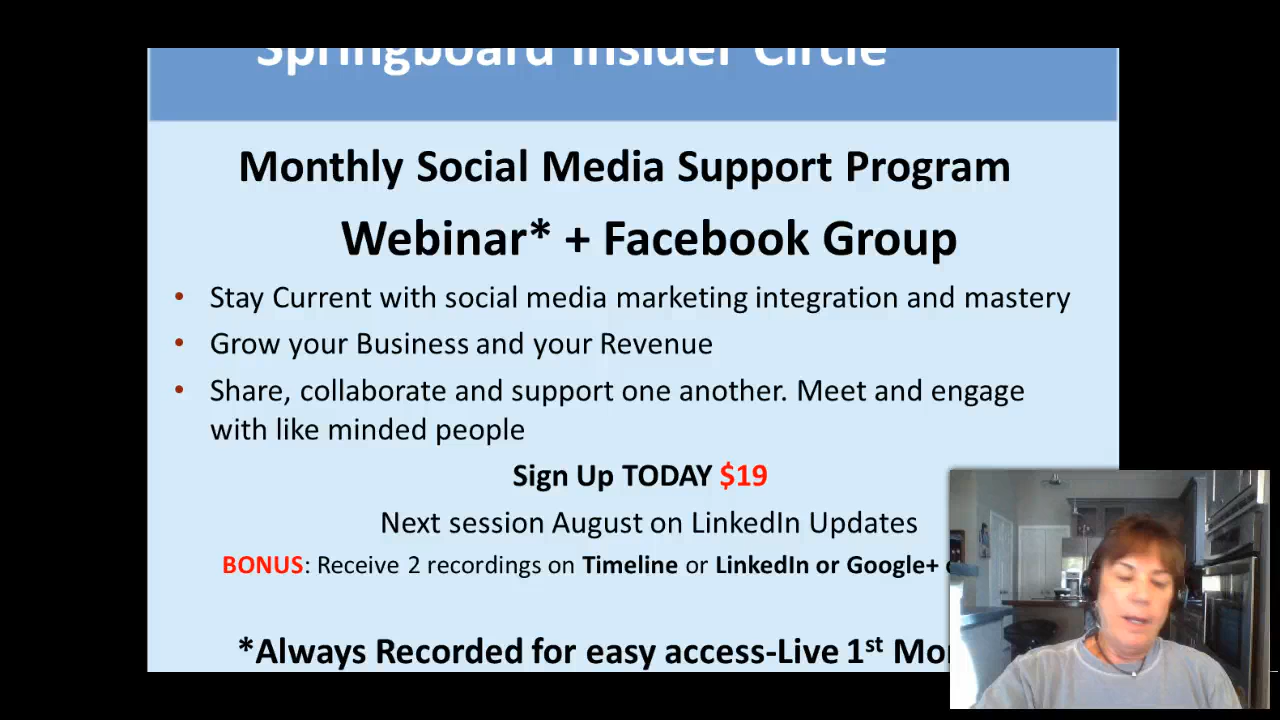 Springboard Insider Circle
Monthly Social Media Support Program
Webinar* + Facebook Group
• Stay Current with social media marketing integration and mastery
• Grow your Business and your Revenue
• Share, collaborate and support one another. Meet and engage
with like minded people
Sign Up TODAY $19
Next session August on LinkedIn Updates
BONUS: Receive 2 recordings on Timeline or LinkedIn or Google+
*Always Recorded for easy access-Live 1st